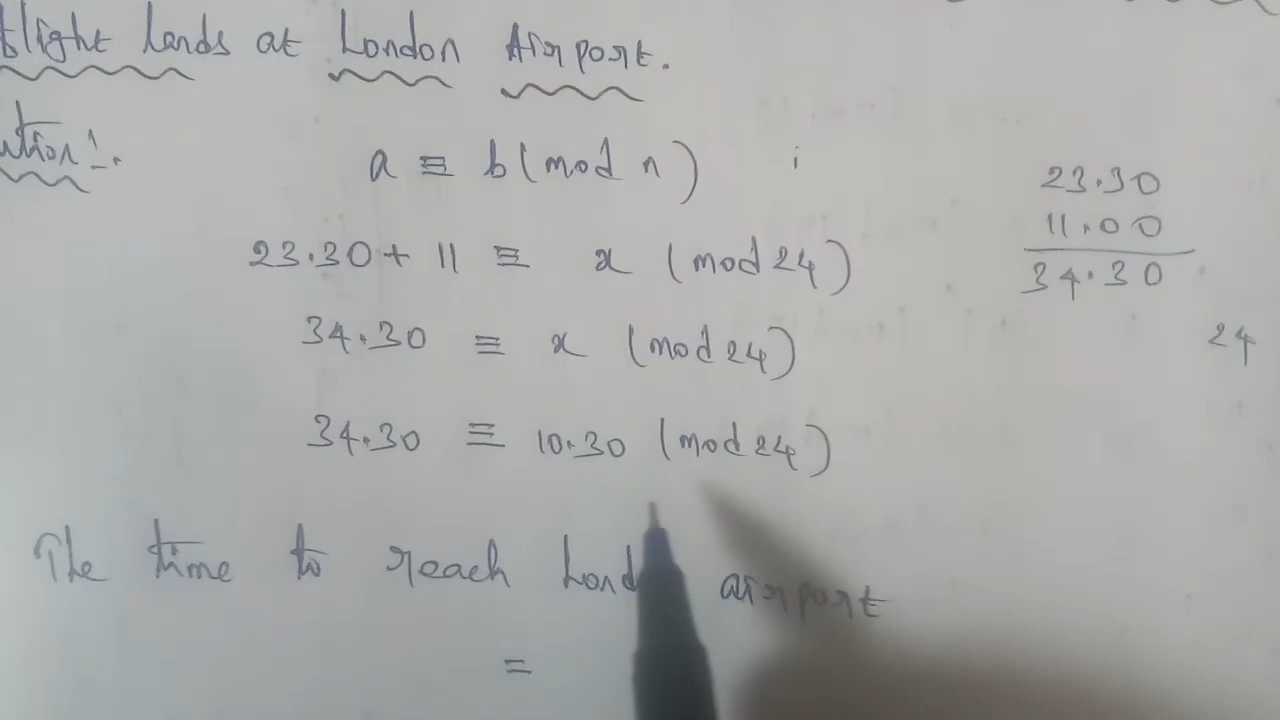 flight lands at London Airport.
ution:.
a ≡ b (mod n)
23.30 + 11 ≡ x (mod 24)
34.30 ≡ x (mod 24)
34.30 ≡ 10.30 (mod 24)
The time to reach Lond airport
=
23.30
11.00
34.30
24